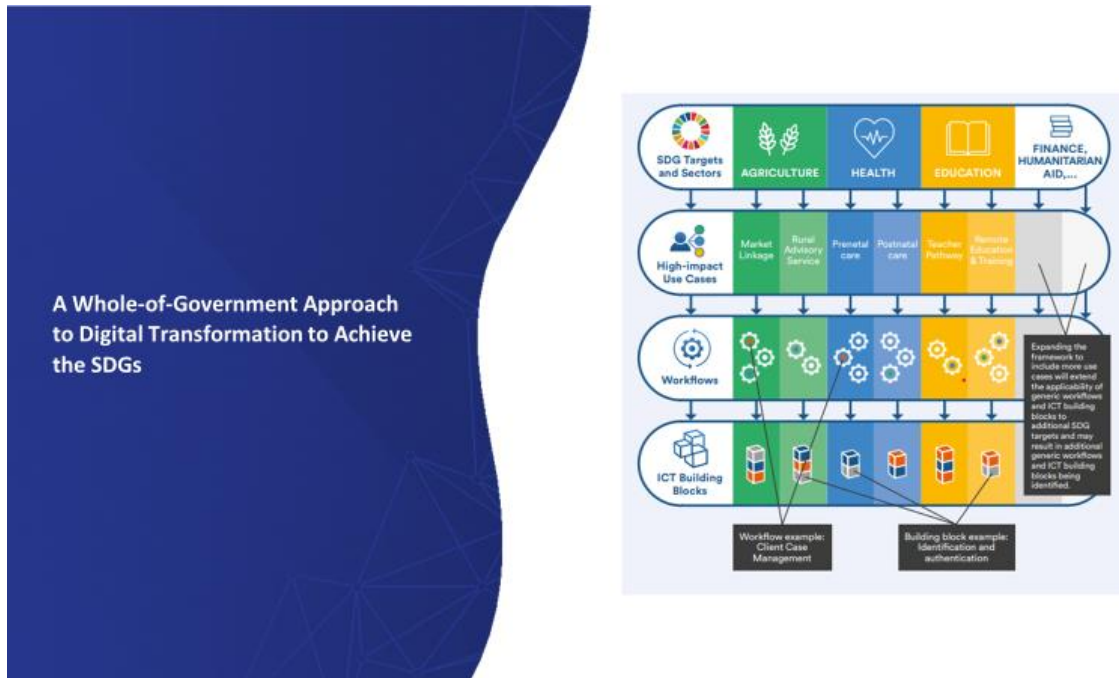 A Whole-of-Government Approach
to Digital Transformation to Achieve
the SDGs
SDG Targets
and Sectors
AGRICULTURE
HEALTH
EDUCATION
FINANCE,
HUMANITARIAN
AID,...
High-impact
Use Cases
Market
Linkage
Rural
Advisory
Service
Prenetal
care
Postnatal
care
Teacher
Pathway
Remote
Education
& Training
Workflows
Expanding the
framework to
include more use
cases will extend
the applicability of
generic workflows
and ICT building
blocks to
additional SDG
targets and may
result in additional
generic workflows
and ICT building
blocks being
identified.
ICT Building
Blocks
Workflow example:
Client Case
Management
Building block example:
Identification and
authentication